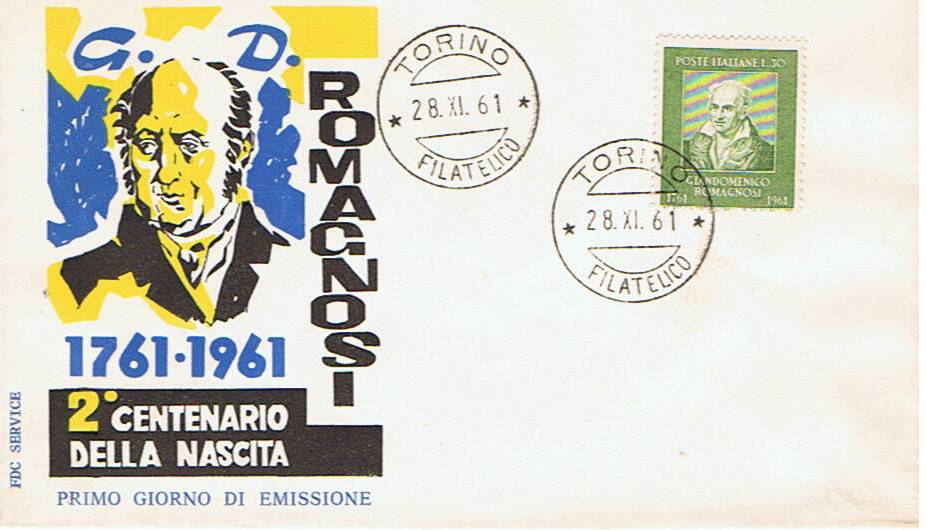 G. D.
ROMAGNOSI
1761·1961
2° CENTENARIO
DELLA NASCITA
PRIMO GIORNO DI EMISSIONE
FDC SERVICE
TORINO
* 28. XI. 61 *
FILATELICO
POSTE ITALIANE L. 30
GIANDOMENICO
ROMAGNOSI
1761 1961
TORINO
* 28. XI. 61 *
FILATELICO